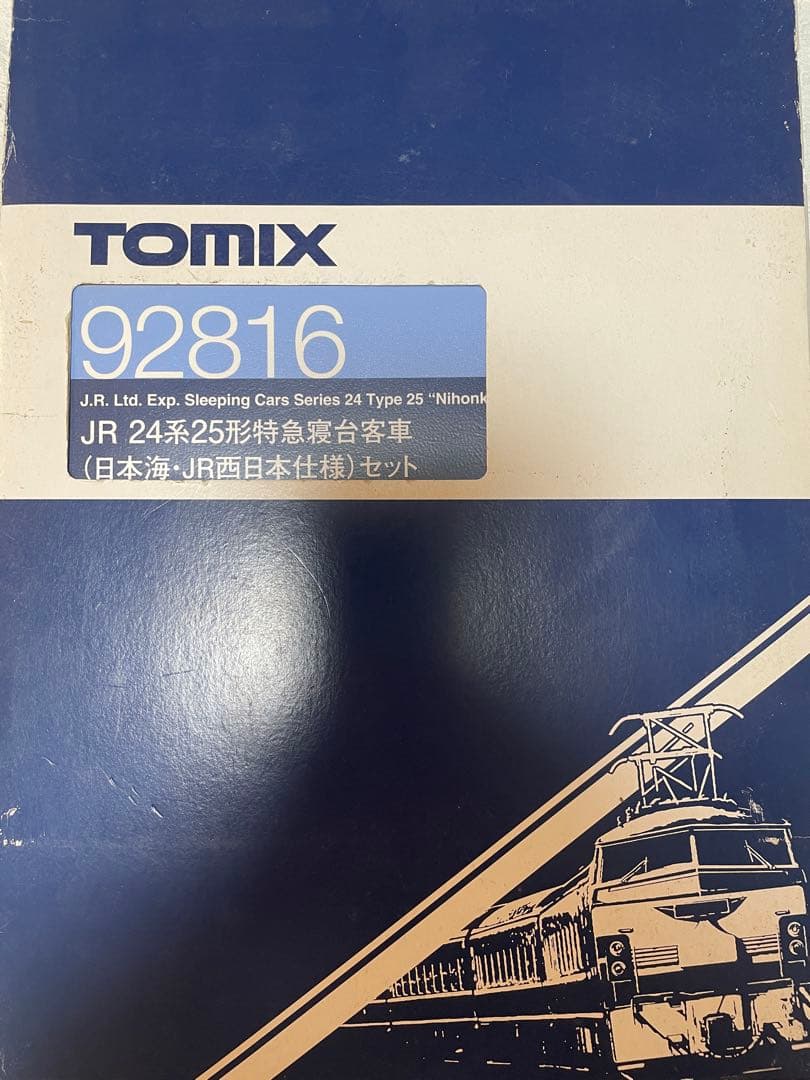 TOMIX
92816
J.R. Ltd. Exp. Sleeping Cars Series 24 Type 25 “Nihonk
JR 24系25形特急寝台客車
(日本海・JR西日本仕様)セット